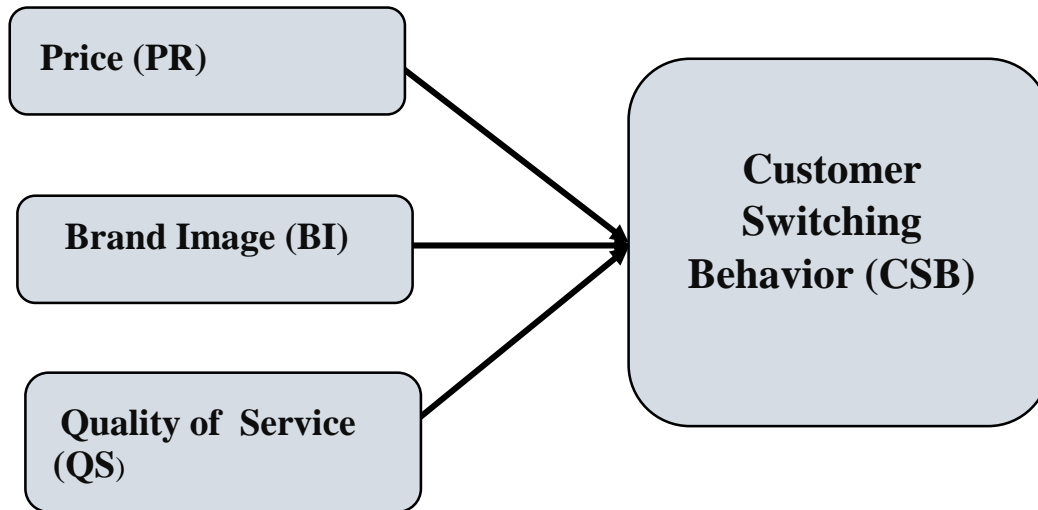 Price (PR)
Brand Image (BI)
Quality of Service
(QS)
Customer
Switching
Behavior (CSB)